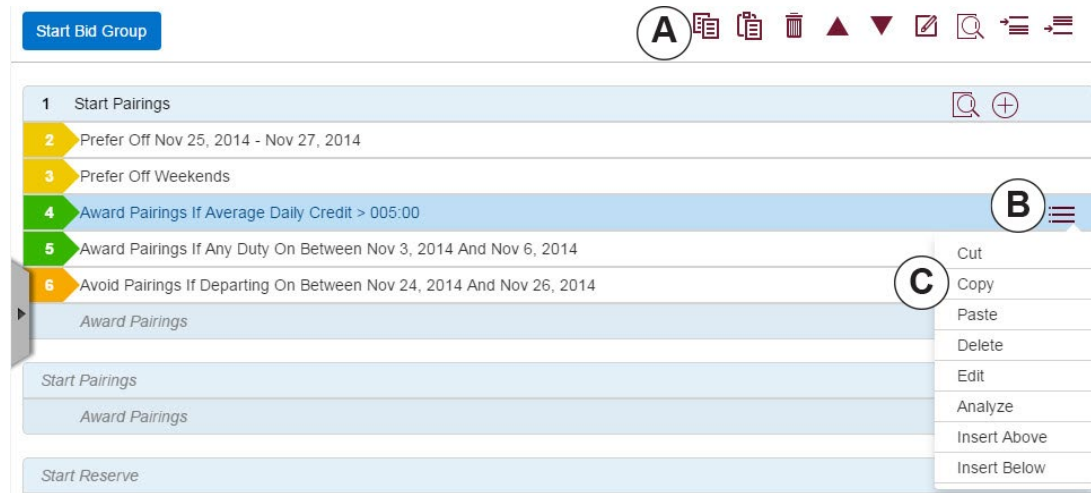 Start Bid Group
A
1 Start Pairings
2 Prefer Off Nov 25, 2014 - Nov 27, 2014
3 Prefer Off Weekends
4 Award Pairings If Average Daily Credit > 005:00
B
5 Award Pairings If Any Duty On Between Nov 3, 2014 And Nov 6, 2014
Cut
6 Avoid Pairings If Departing On Between Nov 24, 2014 And Nov 26, 2014
C
Copy
Award Pairings
Paste
Delete
Start Pairings
Edit
Award Pairings
Analyze
Insert Above
Start Reserve
Insert Below